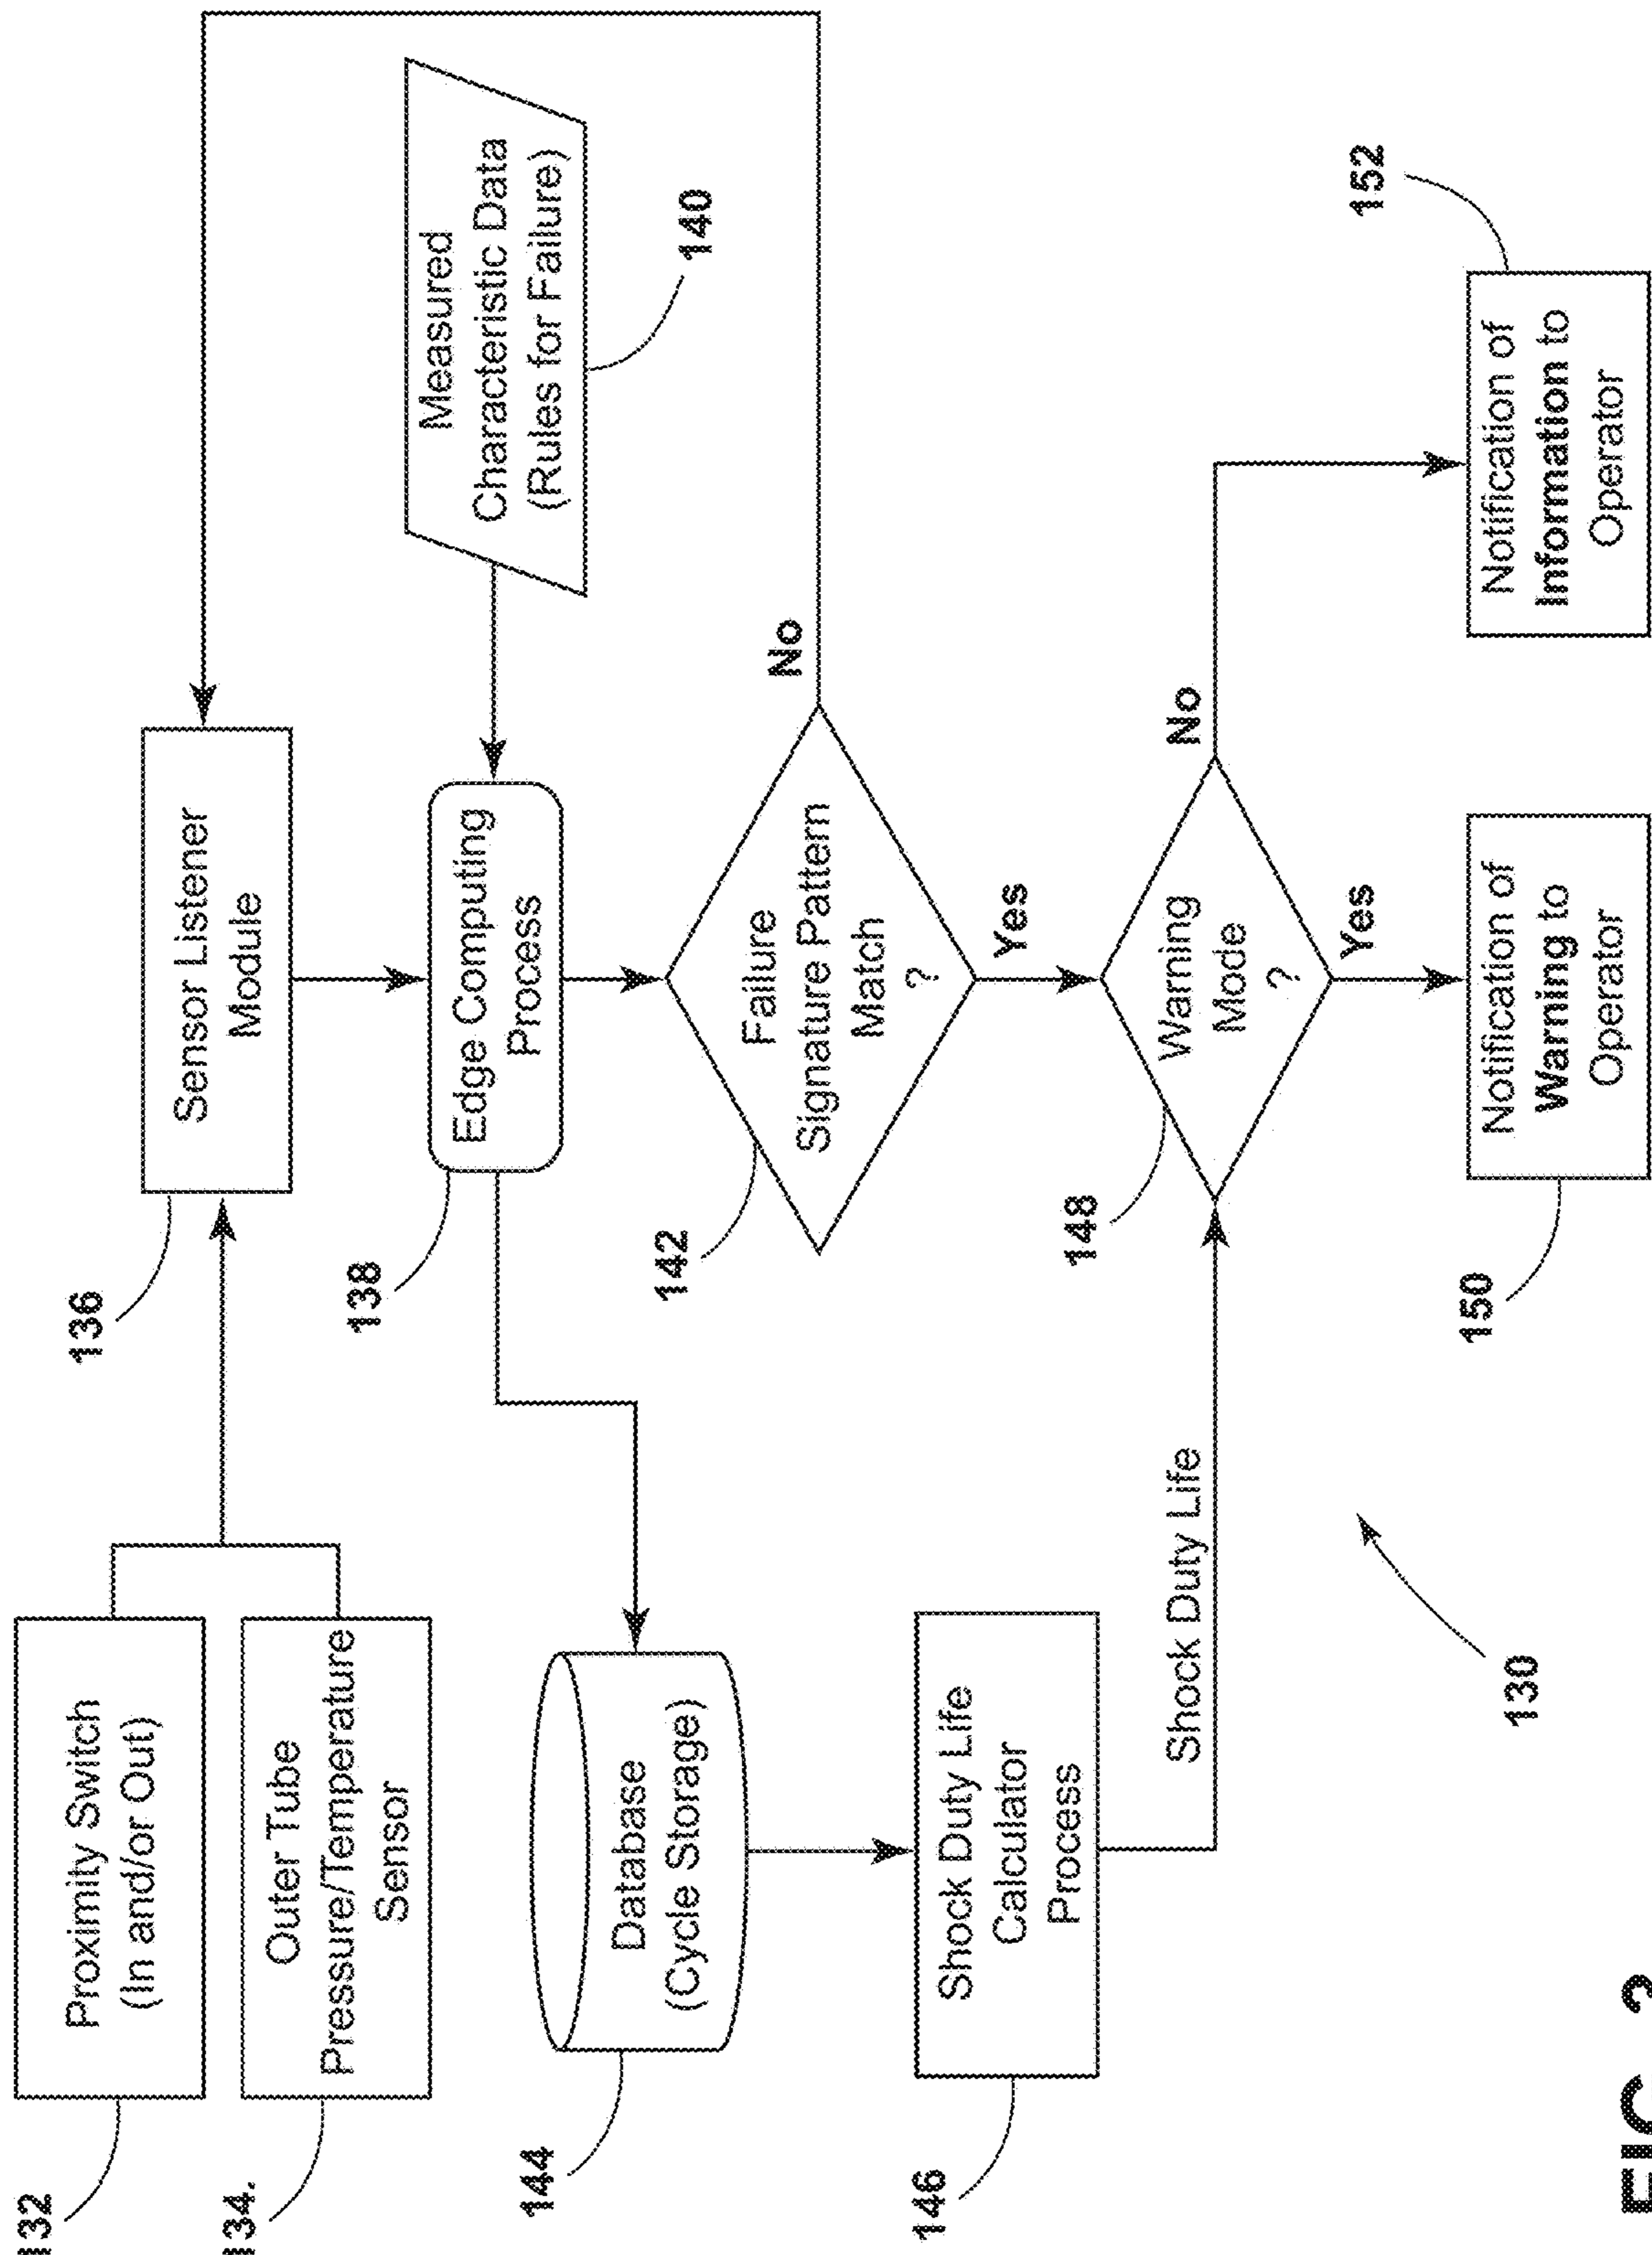 132
Proximity Switch
(In and/or Out)
134.
Outer Tube
Pressure/Temperature
Sensor
136
Sensor Listener
Module
138
Edge Computing
Process
Measured
Characteristic Data
(Rules for Failure)
140
142
Failure
Signature Pattern
Match
?
No
Yes
144
Database
(Cycle Storage)
146
Shock Duty Life
Calculator
Process
Shock Duty Life
148
Warning
Mode
?
No
Yes
150
Notification of
Warning to
Operator
152
Notification of
Information to
Operator
130
FIG.